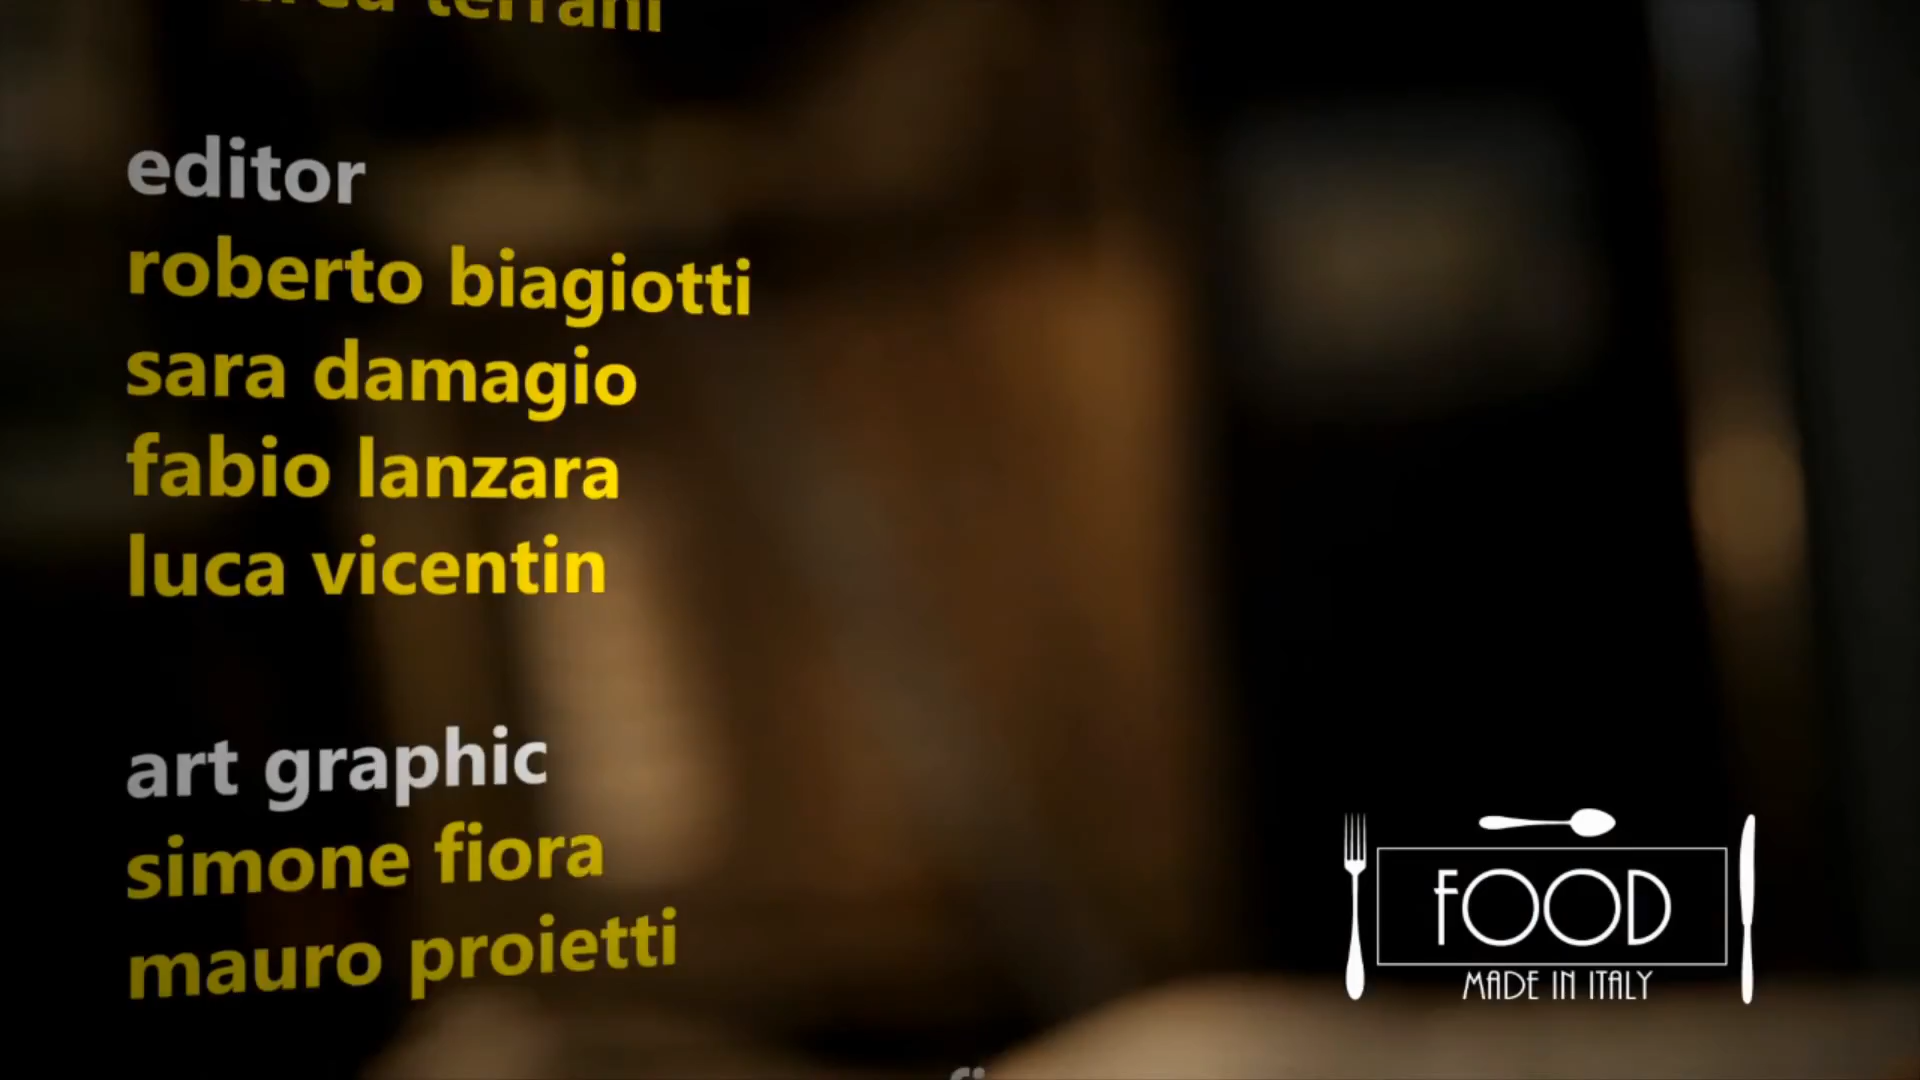 terrani
editor
roberto biagiotti
sara damagio
fabio lanzara
luca vicentin
art graphic
simone fiora
mauro proietti
FOOD
MADE IN ITALY